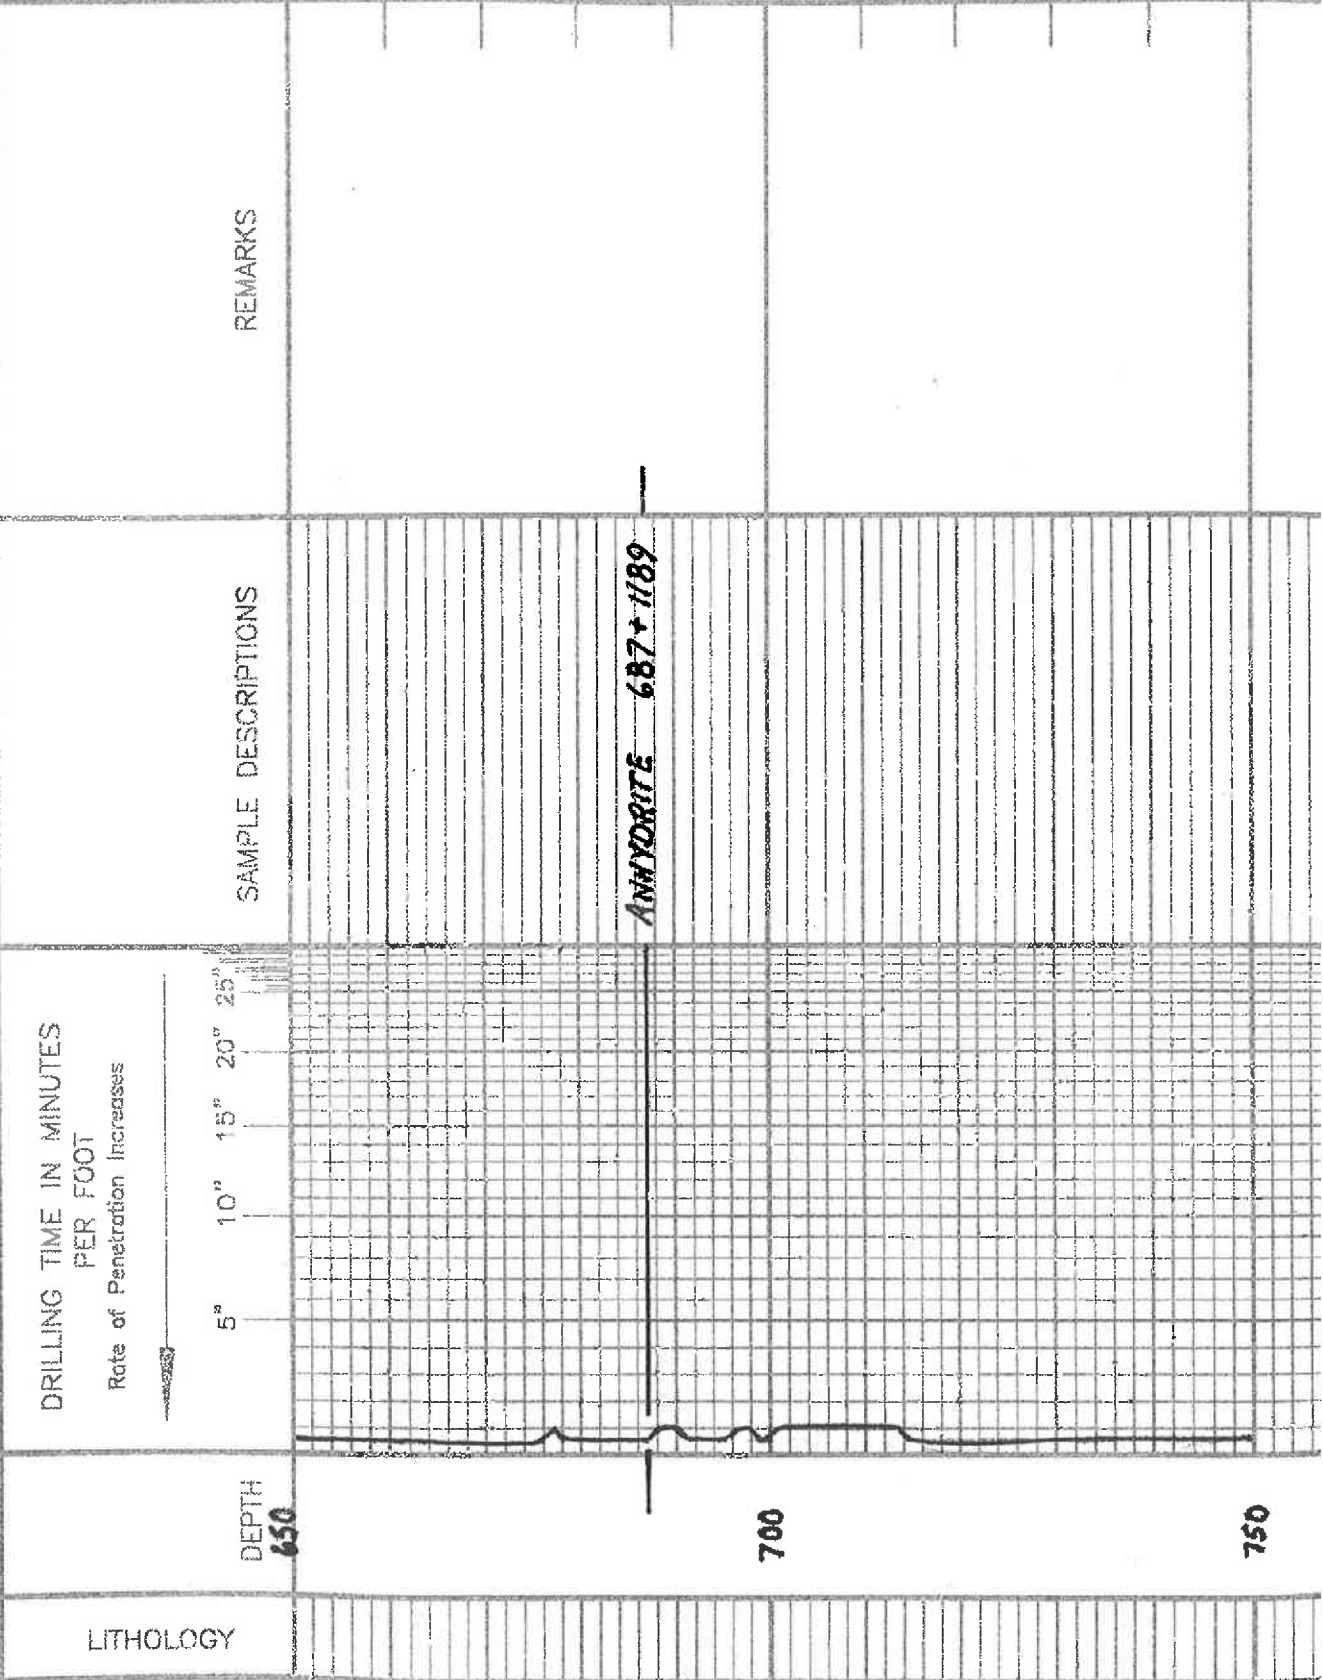 LITHOLOGY
DEPTH
DRILLING TIME IN MINUTES
PER FOOT
Rate of Penetration Increases
5" 10" 15" 20" 25"
SAMPLE DESCRIPTIONS
REMARKS
650
ANHYDRITE 687+1189
700
750